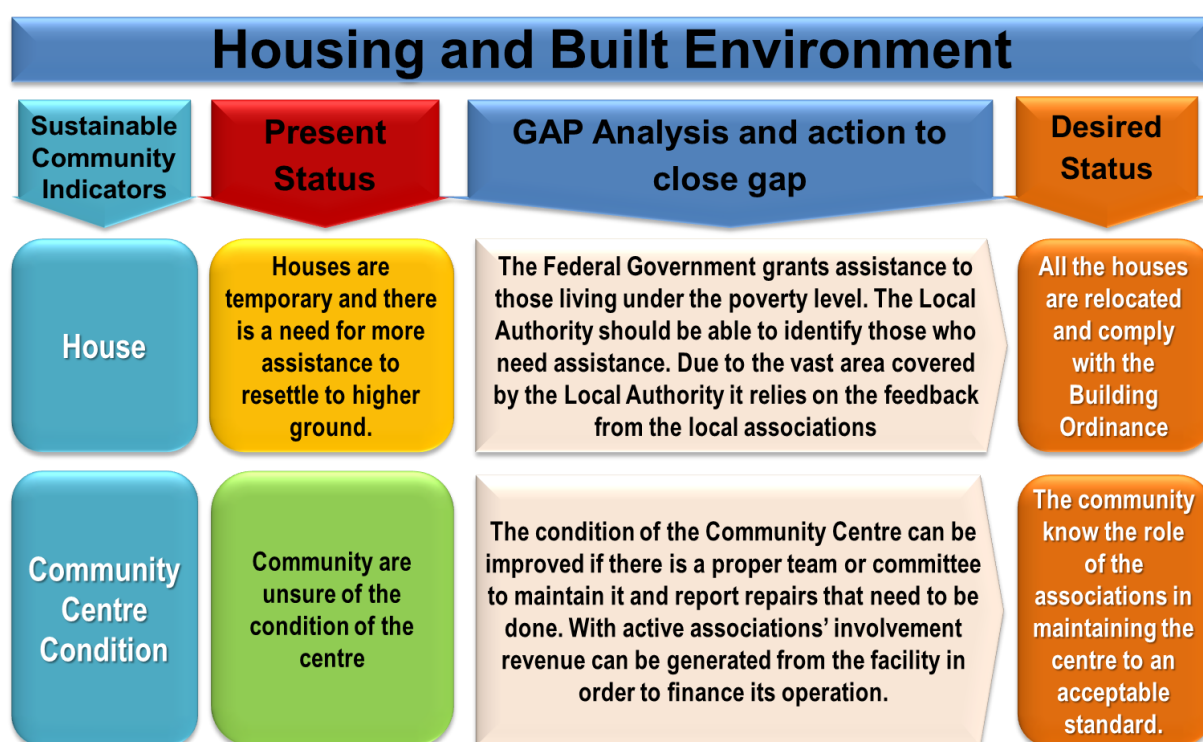 Housing and Built Environment
Sustainable
Community
Indicators
Present
Status
GAP Analysis and action to
close gap
Desired
Status
House
Houses are
temporary and there
is a need for more
assistance to
resettle to higher
ground.
The Federal Government grants assistance to
those living under the poverty level. The Local
Authority should be able to identify those who
need assistance. Due to the vast area covered
by the Local Authority it relies on the feedback
from the local associations
All the houses
are relocated
and comply
with the
Building
Ordinance
Community
Centre
Condition
Community are
unsure of the
condition of the
centre
The condition of the Community Centre can be
improved if there is a proper team or committee
to maintain it and report repairs that need to be
done. With active associations’ involvement
revenue can be generated from the facility in
order to finance its operation.
The community
know the role
of the
associations in
maintaining the
centre to an
acceptable
standard.